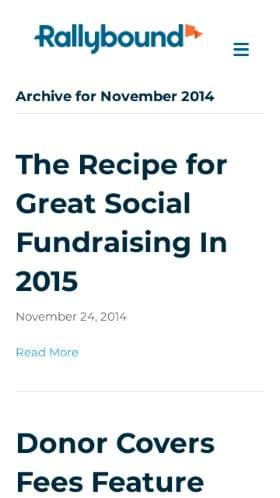 Rallybound
Archive for November 2014
The Recipe for
Great Social
Fundraising In
2015
November 24, 2014
Read More
Donor Covers
Fees Feature